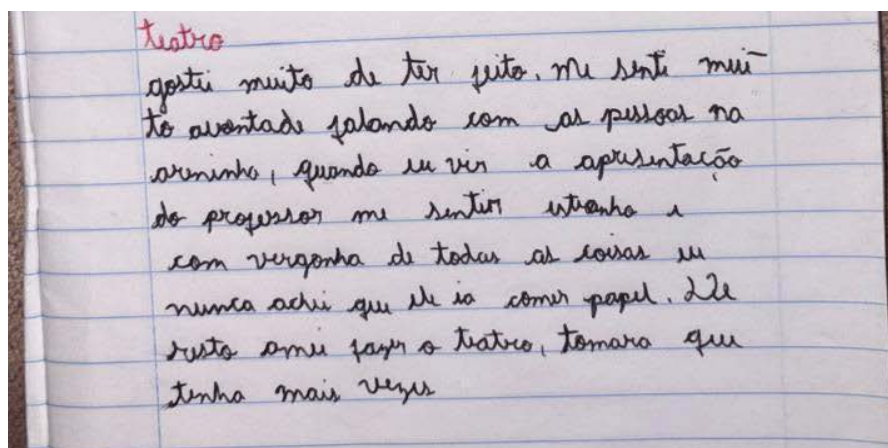 teatro
gostei muito de ter feito. me senti mui-
to avontade falando com as pessoas na
areninha, quando eu vir a apresentação
do professor me sentir estranho e
com vergonha de todas as coisas eu
nunca achei que ele ia comer papel. De
resto amei fazer o teatro, tomara que
tenha mais vezes